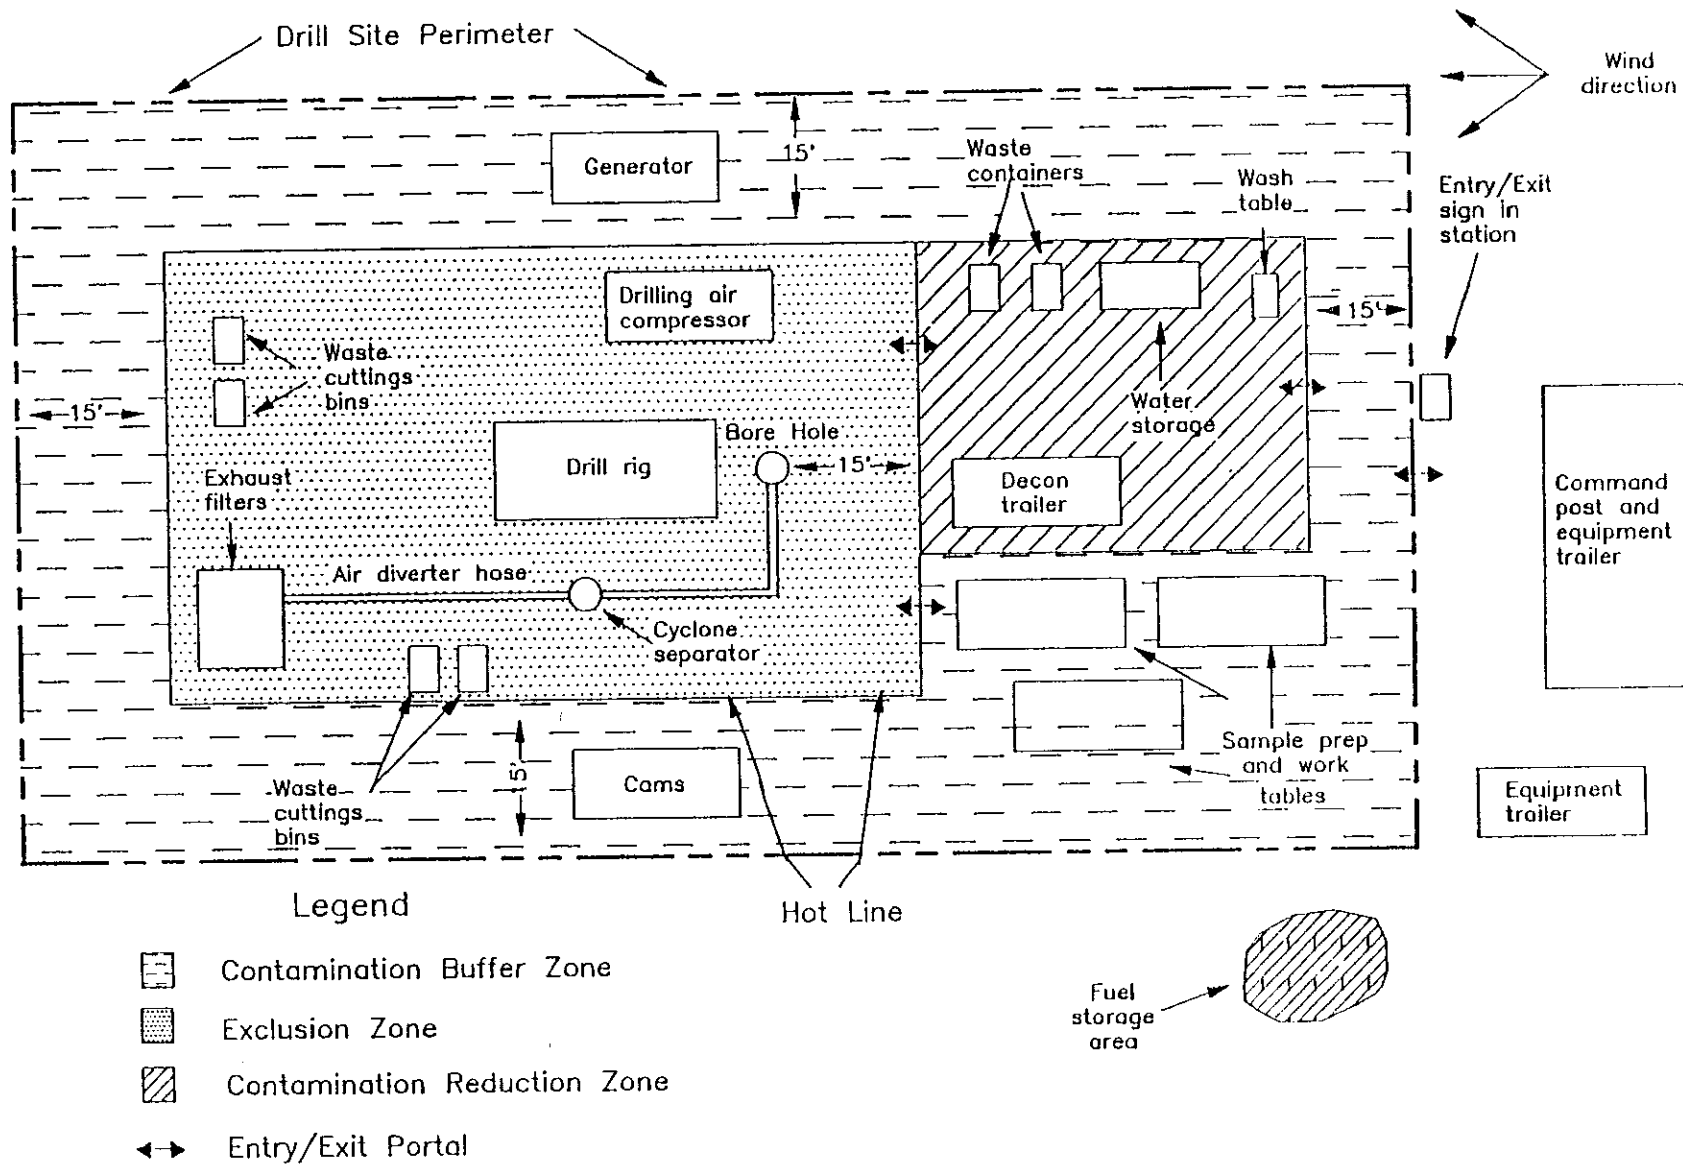 Drill Site Perimeter
Wind
direction
15'
Generator
Waste
containers
Wash
table
Entry/Exit
sign in
station
Drilling air
compressor
15'
Waste
cuttings
bins
15'
Water
storage
Bore Hole
15'
Drill rig
Exhaust
filters
Decon
trailer
Command
post and
equipment
trailer
Air diverter hose
Cyclone
separator
Sample prep
and work
tables
15'
Cams
Waste
cuttings
bins
Equipment
trailer
Hot Line
Legend
Contamination Buffer Zone
Exclusion Zone
Contamination Reduction Zone
Entry/Exit Portal
Fuel
storage
area